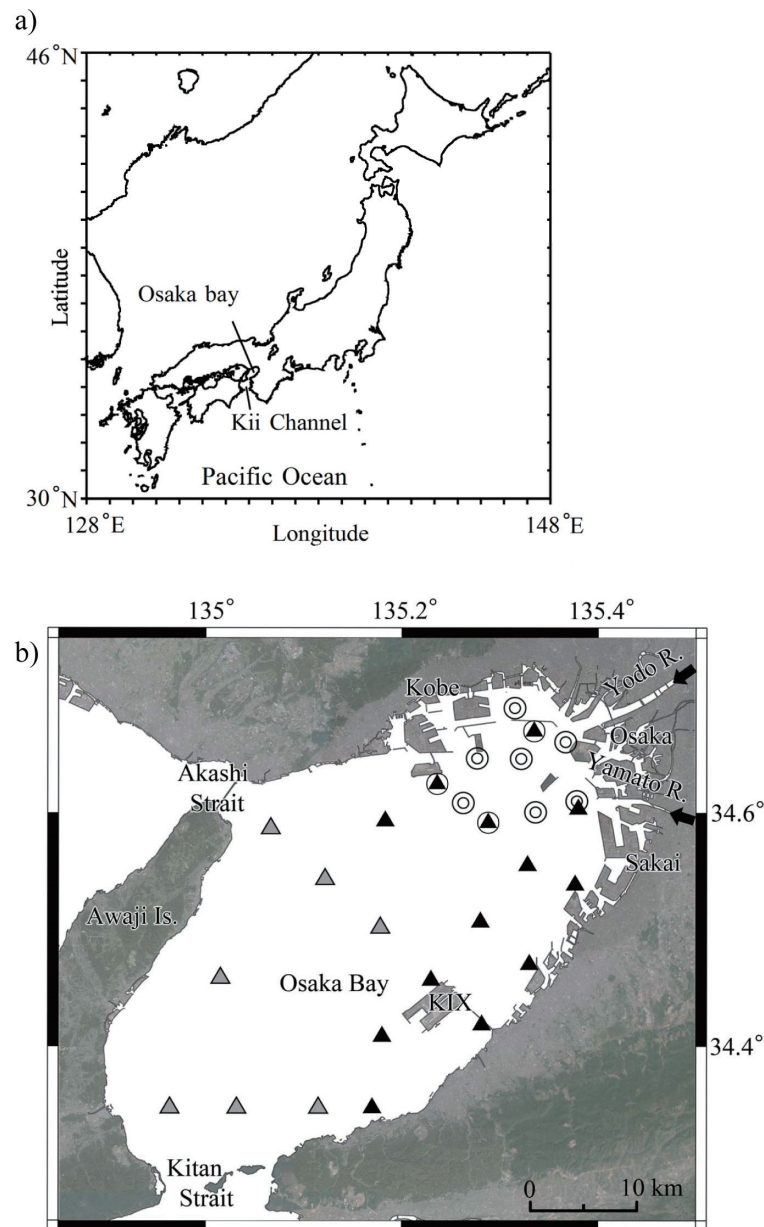 a)
46°N
Latitude
Osaka bay
Kii Channel
Pacific Ocean
30°N
128°E
148°E
Longitude
135°
135.2°
135.4°
b)
Kobe
Yodo R.
Osaka
Akashi
Strait
Yamato R.
34.6°
Sakai
Awaji Is.
Osaka Bay
KIX
34.4°
Kitan
Strait
0
10 km